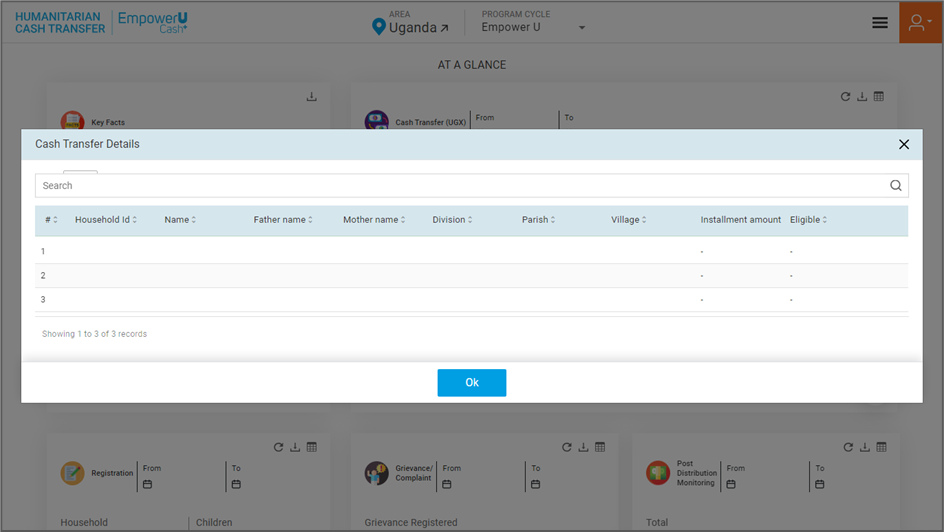 HUMANITARIAN
CASH TRANSFER
EmpowerU
Cash+
AREA
Uganda
PROGRAM CYCLE
Empower U
AT A GLANCE
Key Facts
Cash Transfer (UGX)
From
To
Cash Transfer Details
Search
# Household Id Name Father name Mother name Division Parish Village Installment amount Eligible
1 - -
2 - -
3 - -
Showing 1 to 3 of 3 records
Ok
Registration
From
To
Grievance/
Complaint
From
To
Post
Distribution
Monitoring
From
To
Household
Children
Grievance Registered
Total